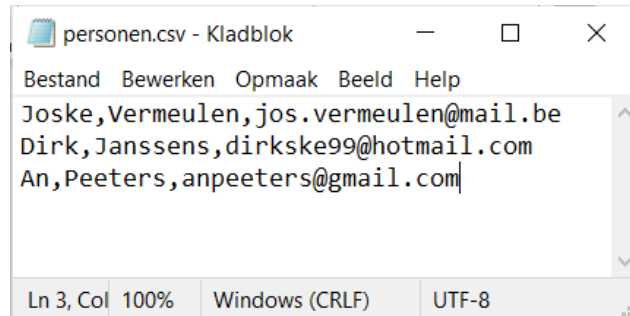 personen.csv - Kladblok
Bestand Bewerken Opmaak Beeld Help
Joske,Vermeulen,jos.vermeulen@mail.be
Dirk,Janssens,dirkske99@hotmail.com
An,Peeters,anpeeters@gmail.com
Ln 3, Col 100% Windows (CRLF) UTF-8